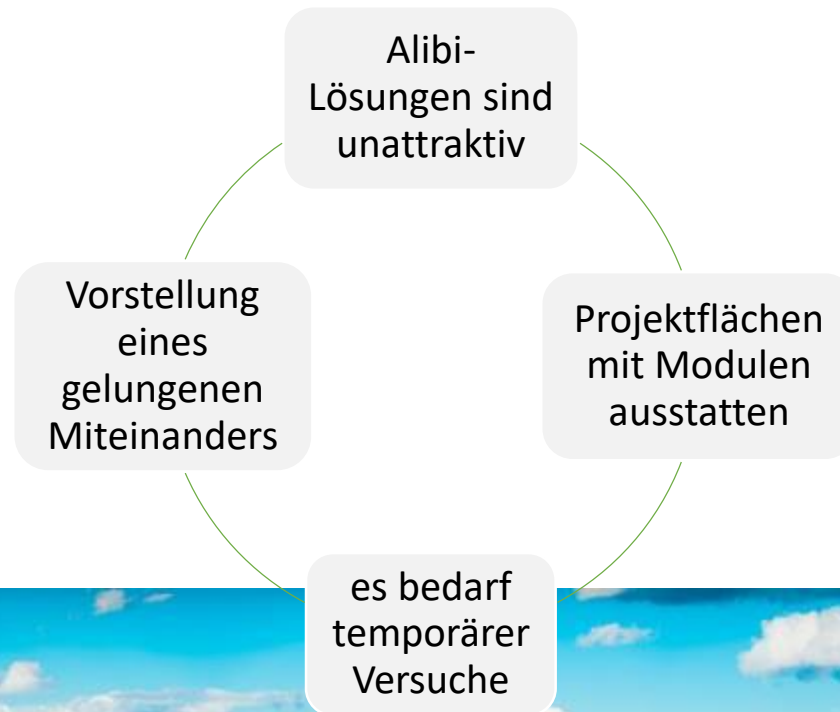 Alibi-
Lösungen sind
unattraktiv
Projektflächen
mit Modulen
ausstatten
es bedarf
temporärer
Versuche
Vorstellung
eines
gelungenen
Miteinanders